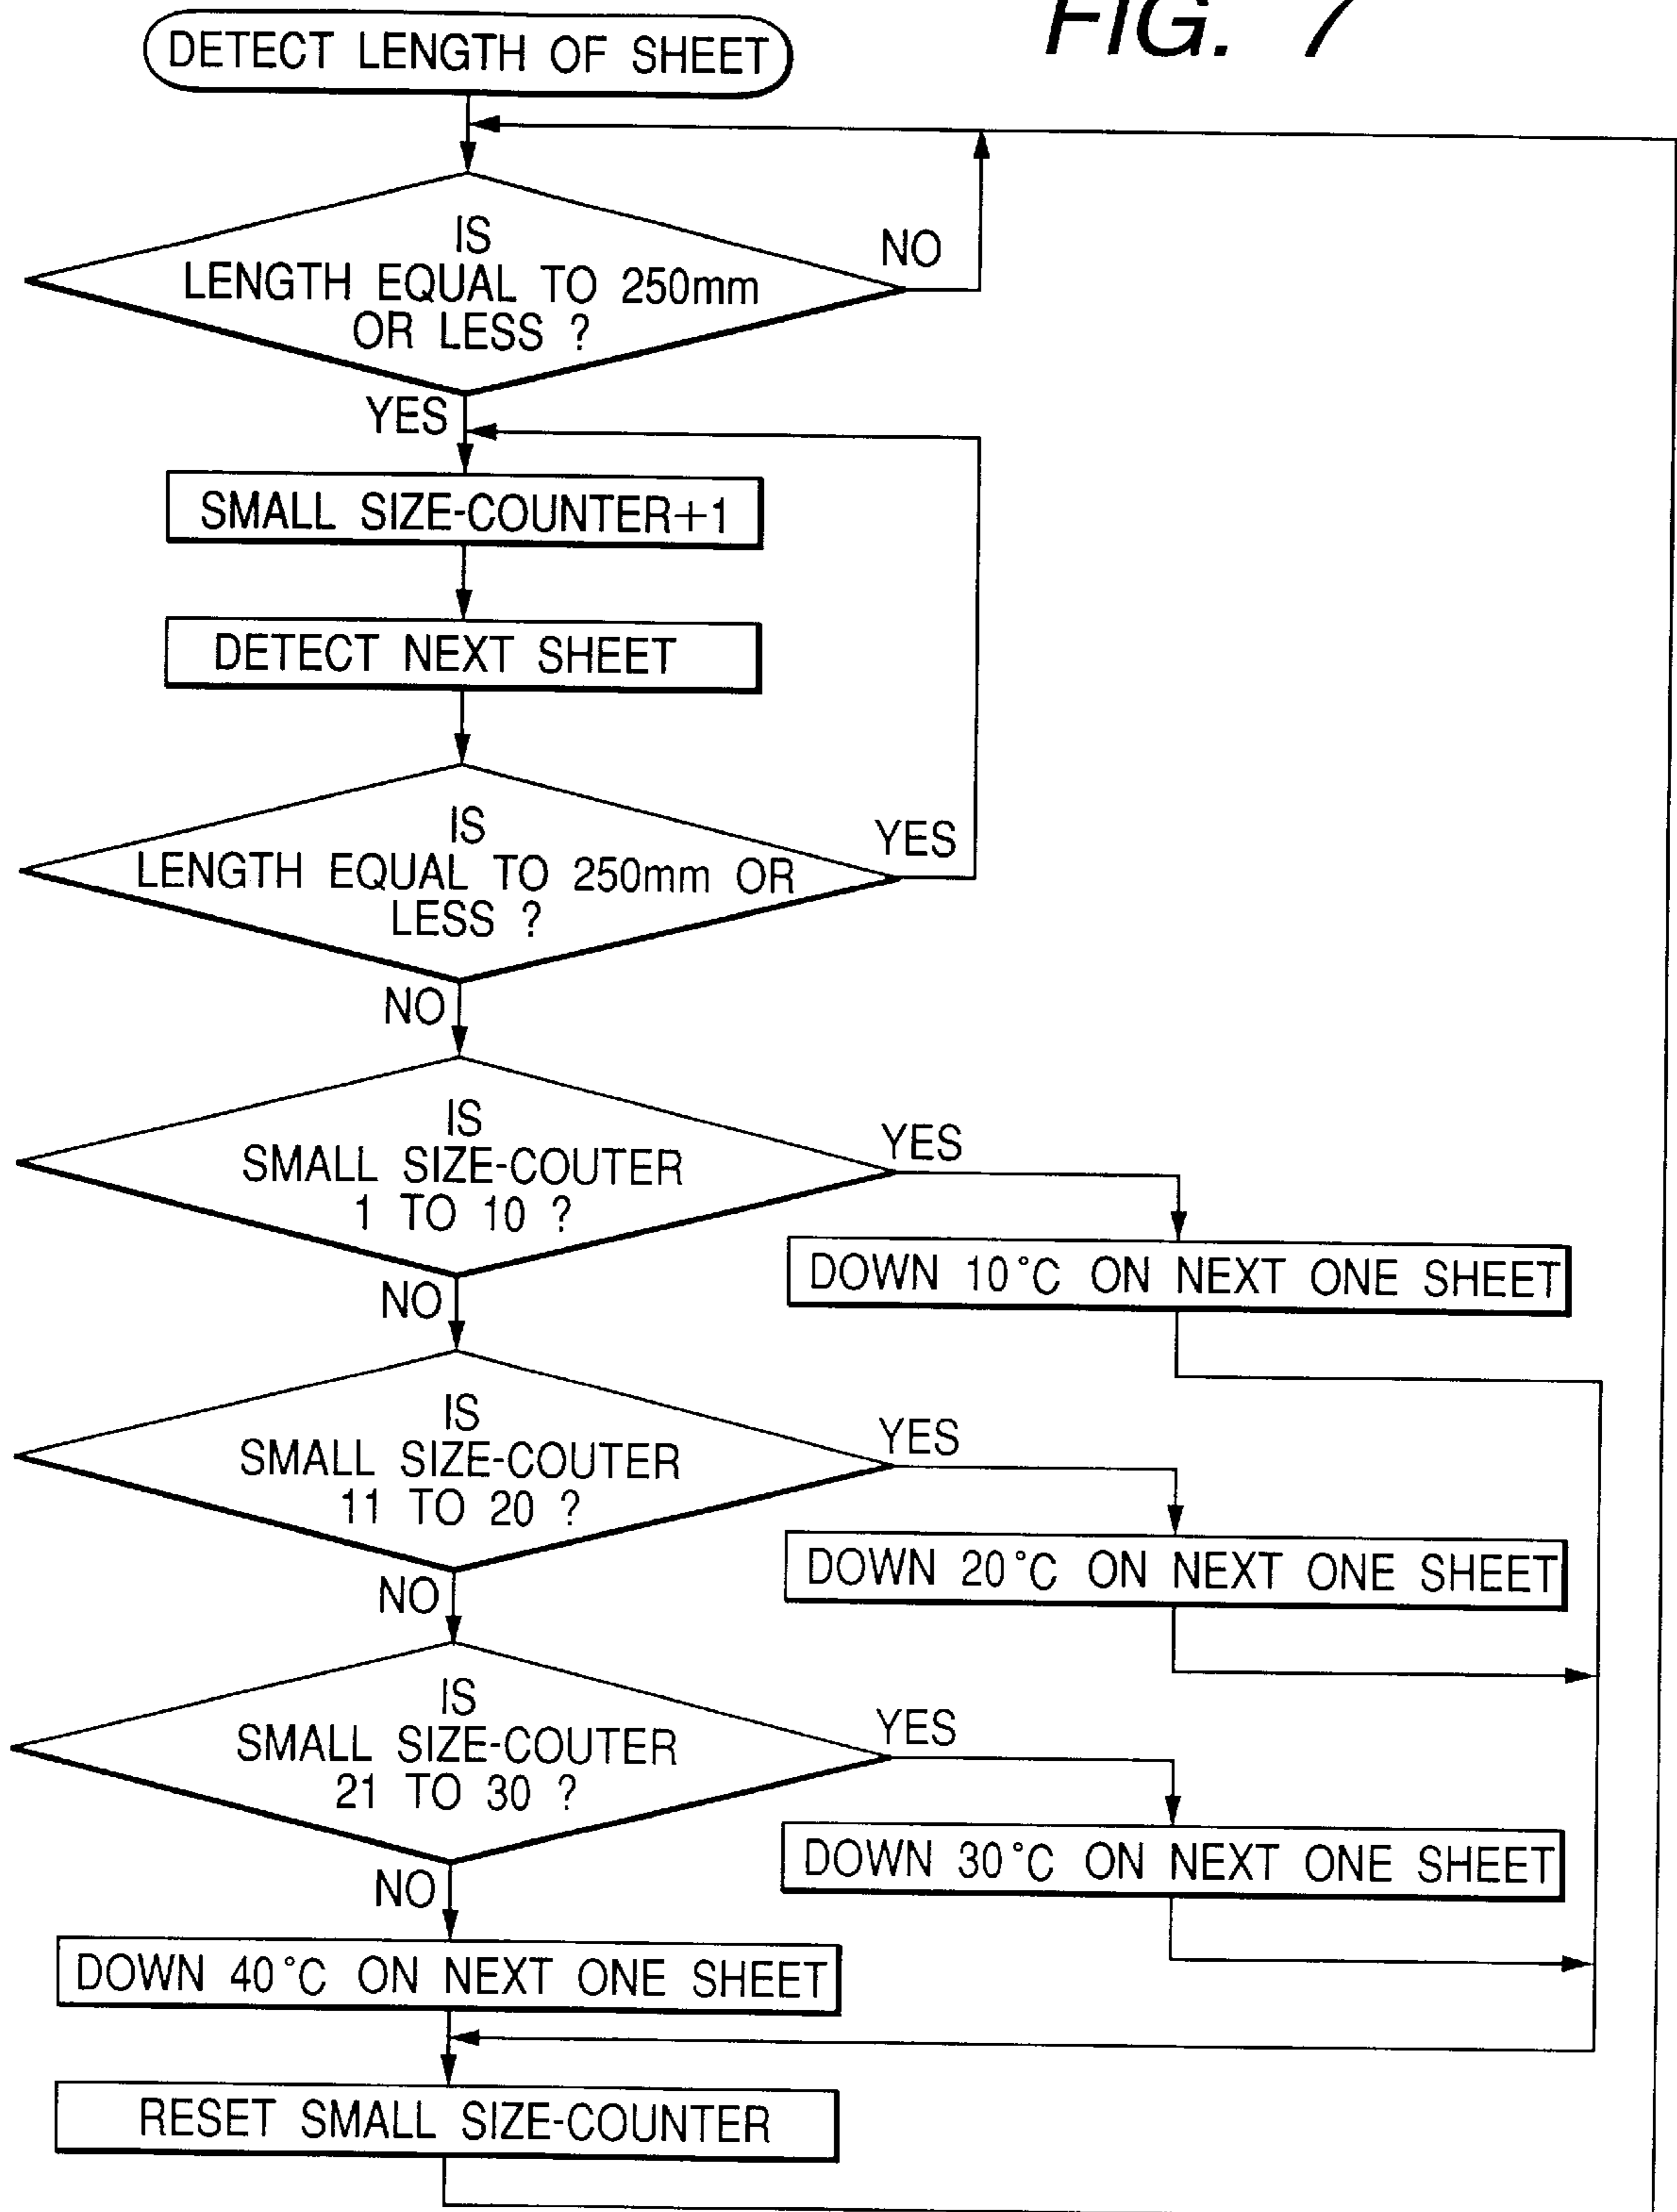 FIG. 7
DETECT LENGTH OF SHEET
IS
LENGTH EQUAL TO 250mm
OR LESS ?
NO
YES
SMALL SIZE-COUNTER+1
DETECT NEXT SHEET
IS
LENGTH EQUAL TO 250mm OR
LESS ?
YES
NO
IS
SMALL SIZE-COUTER
1 TO 10 ?
YES
DOWN 10°C ON NEXT ONE SHEET
NO
IS
SMALL SIZE-COUTER
11 TO 20 ?
YES
DOWN 20°C ON NEXT ONE SHEET
NO
IS
SMALL SIZE-COUTER
21 TO 30 ?
YES
DOWN 30°C ON NEXT ONE SHEET
NO
DOWN 40°C ON NEXT ONE SHEET
RESET SMALL SIZE-COUNTER